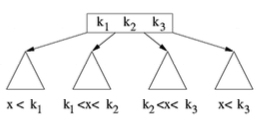 k₁ k₂ k₃
x < k₁ k₁ <x< k₂ k₂ <x< k₃ x< k₃